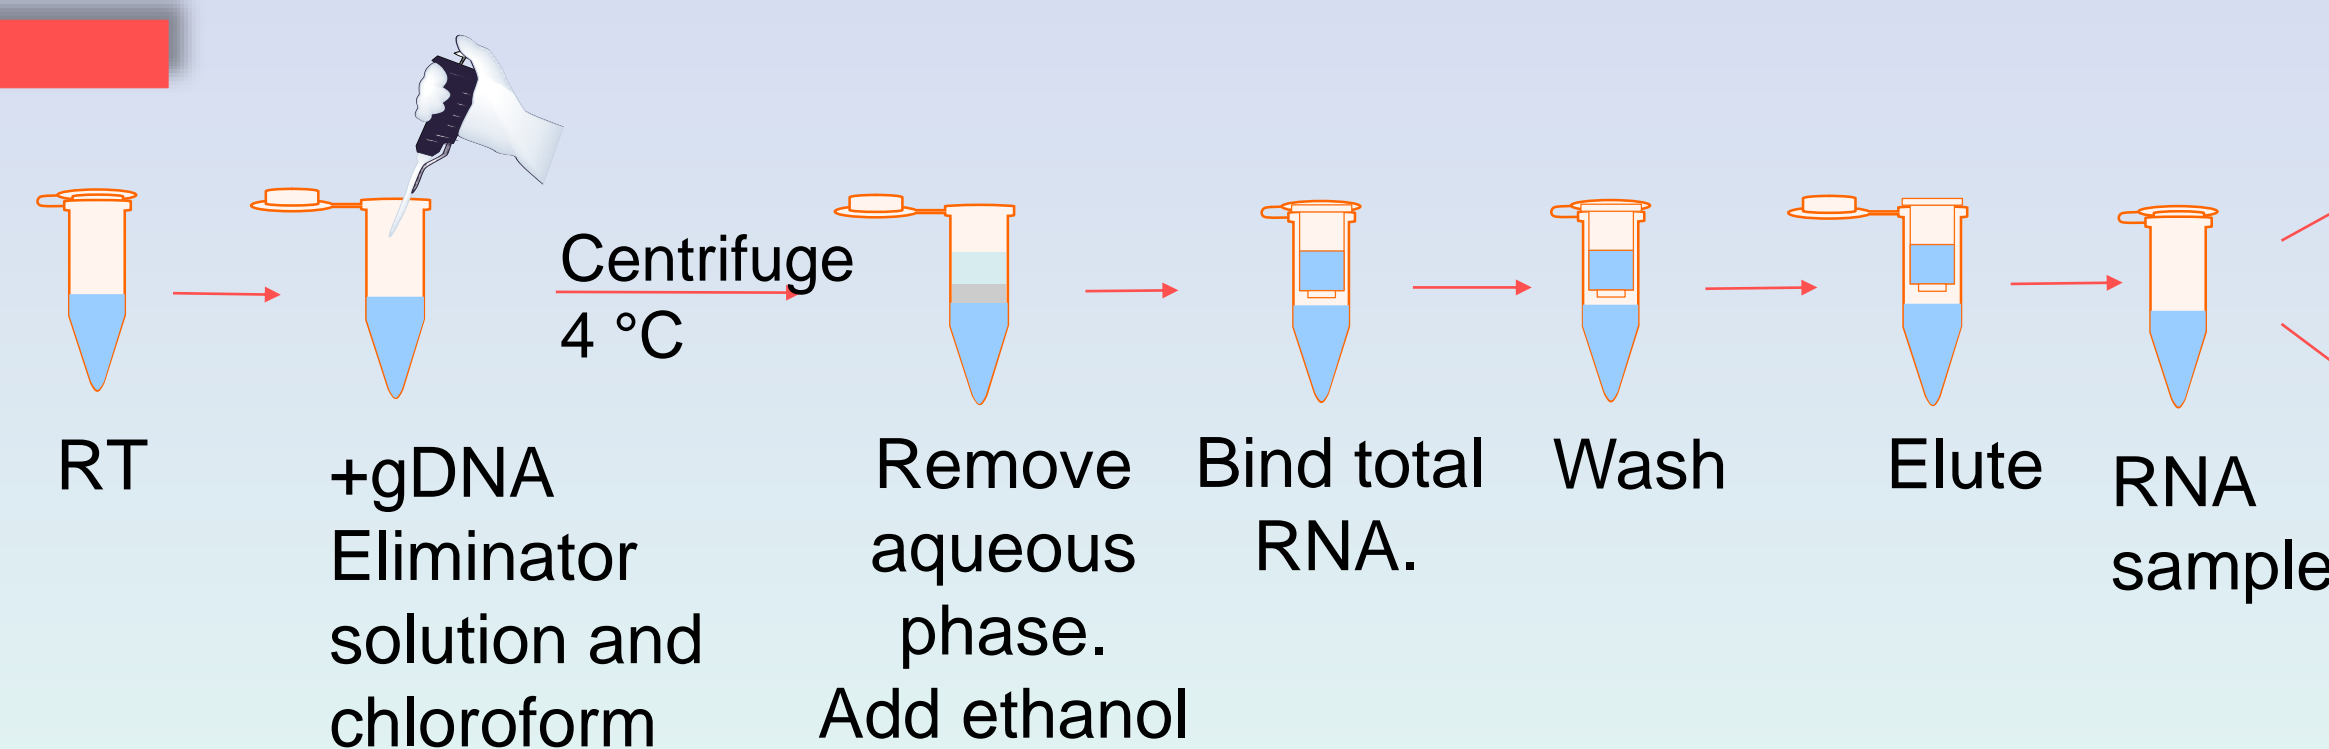 Centrifuge
4 °C
RT
+gDNA
Eliminator
solution and
chloroform
Remove
aqueous
phase.
Add ethanol
Bind total
RNA.
Wash
Elute
RNA
sample